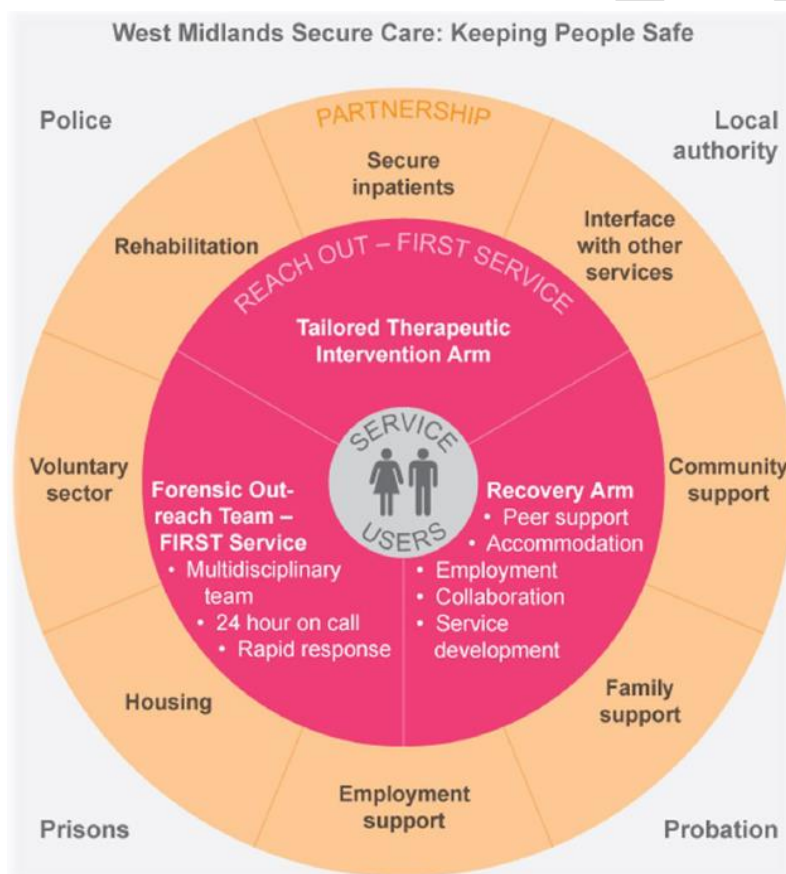 West Midlands Secure Care: Keeping People Safe
Police
Local
authority
PARTNERSHIP
Secure
inpatients
Rehabilitation
Interface
with other
services
REACH OUT – FIRST SERVICE
Tailored Therapeutic
Intervention Arm
SERVICE
USERS
Voluntary
sector
Forensic Out-
reach Team –
FIRST Service
• Multidisciplinary
team
• 24 hour on call
• Rapid response
Recovery Arm
• Peer support
• Accommodation
• Employment
• Collaboration
• Service
development
Community
support
Housing
Family
support
Employment
support
Prisons
Probation